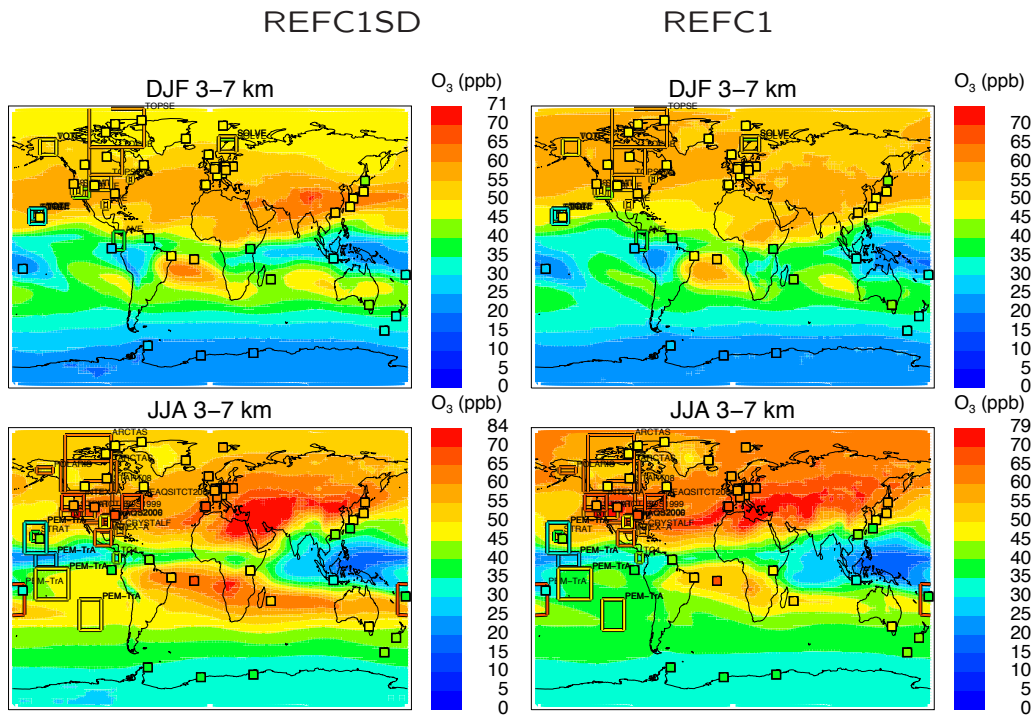 REFC1SD
REFC1
DJF 3–7 km
O3 (ppb)
TOPSE
SOLVE
AVE
71
70
65
60
55
50
45
40
35
30
25
20
15
10
5
0
DJF 3–7 km
O3 (ppb)
TOPSE
SOLVE
AVE
70
65
60
55
50
45
40
35
30
25
20
15
10
5
0
JJA 3–7 km
O3 (ppb)
ARCTAS
POLARIS
STRAT
PEM−TrA
PEM−TrA
PEM−TrA
PEM−TrA
84
70
65
60
55
50
45
40
35
30
25
20
15
10
5
0
JJA 3–7 km
O3 (ppb)
ARCTAS
STRAT
PEM−TrA
PEM−TrA
PEM−TrA
PEM−TrA
79
70
65
60
55
50
45
40
35
30
25
20
15
10
5
0